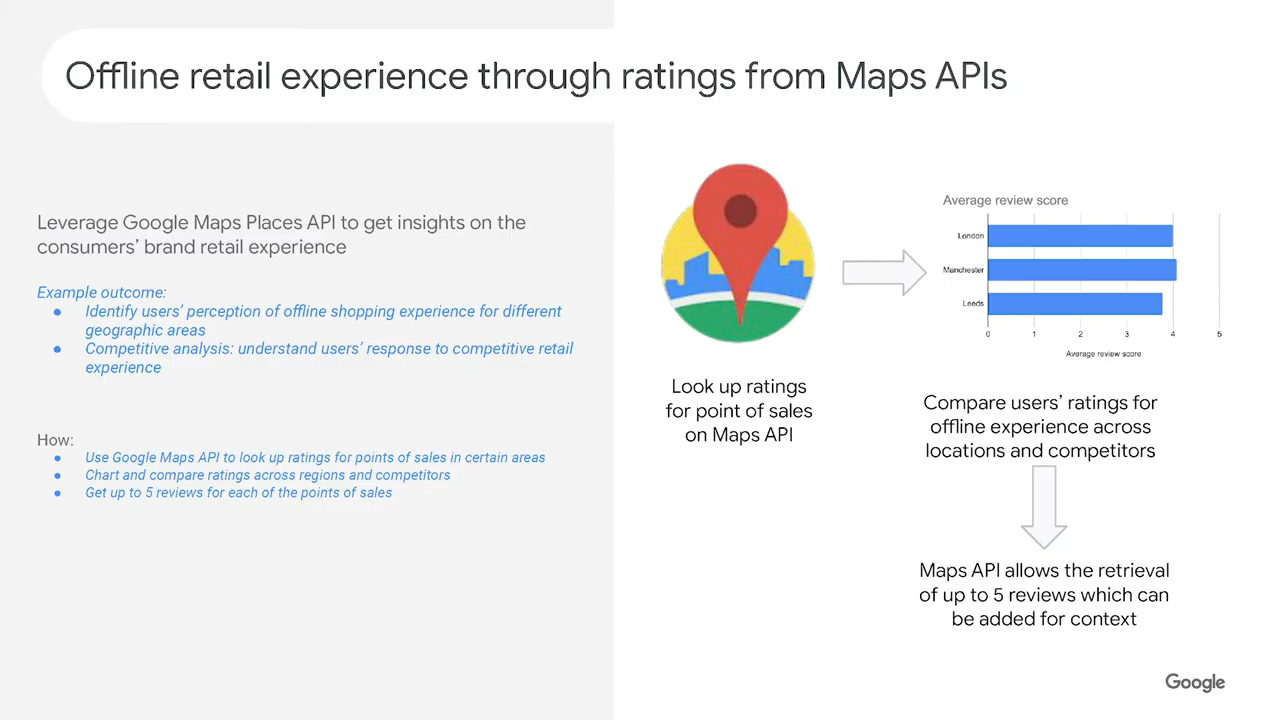 Offline retail experience through ratings from Maps APIs
Leverage Google Maps Places API to get insights on the
consumers' brand retail experience
Example outcome:
● Identify users' perception of offline shopping experience for different
geographic areas
● Competitive analysis: understand users' response to competitive retail
experience
How:
● Use Google Maps API to look up ratings for points of sales in certain areas
● Chart and compare ratings across regions and competitors
● Get up to 5 reviews for each of the points of sales
Look up ratings
for point of sales
on Maps API
Average review score
London
Manchester
Leeds
0 1 2 3 4 5
Average review score
Compare users' ratings for
offline experience across
locations and competitors
Maps API allows the retrieval
of up to 5 reviews which can
be added for context
Google